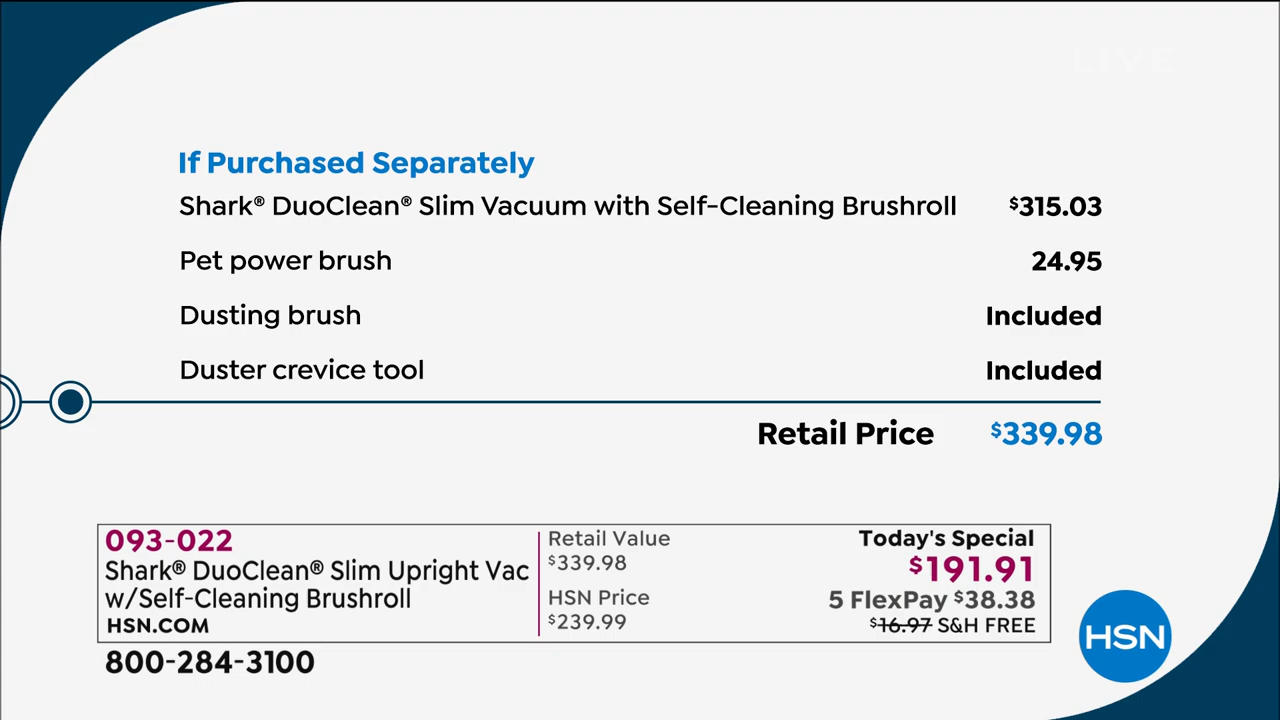 LIVE
If Purchased Separately
Shark® DuoClean® Slim Vacuum with Self-Cleaning Brushroll $315.03
Pet power brush 24.95
Dusting brush Included
Duster crevice tool Included
Retail Price $339.98
093-022
Shark® DuoClean® Slim Upright Vac
w/Self-Cleaning Brushroll
HSN.COM
Retail Value
$339.98
HSN Price
$239.99
Today's Special
$191.91
5 FlexPay $38.38
$16.97 S&H FREE
HSN
800-284-3100